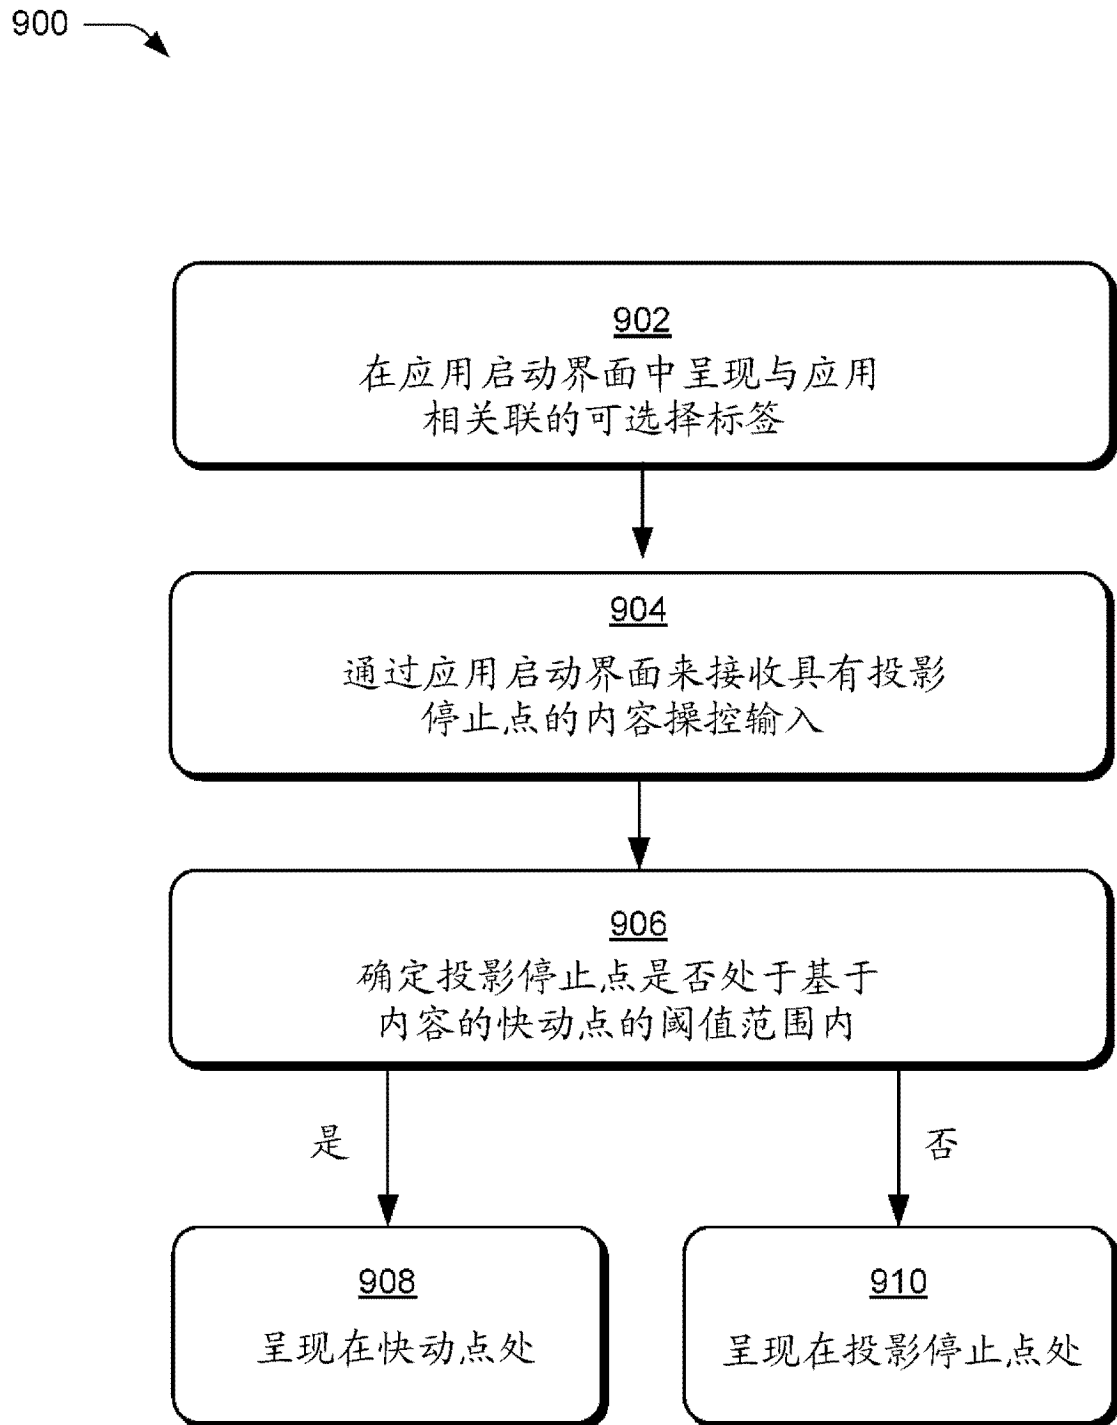 900
902
在应用启动界面中呈现与应用
相关联的可选择标签
904
通过应用启动界面来接收具有投影
停止点的内容操控输入
906
确定投影停止点是否处于基于
内容的快动点的阈值范围内
是
否
908
呈现在快动点处
910
呈现在投影停止点处